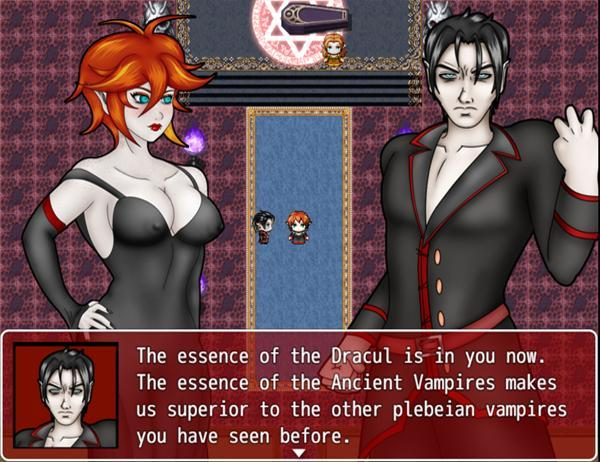 The essence of the Dracul is in you now.
The essence of the Ancient Vampires makes
us superior to the other plebeian vampires
you have seen before.